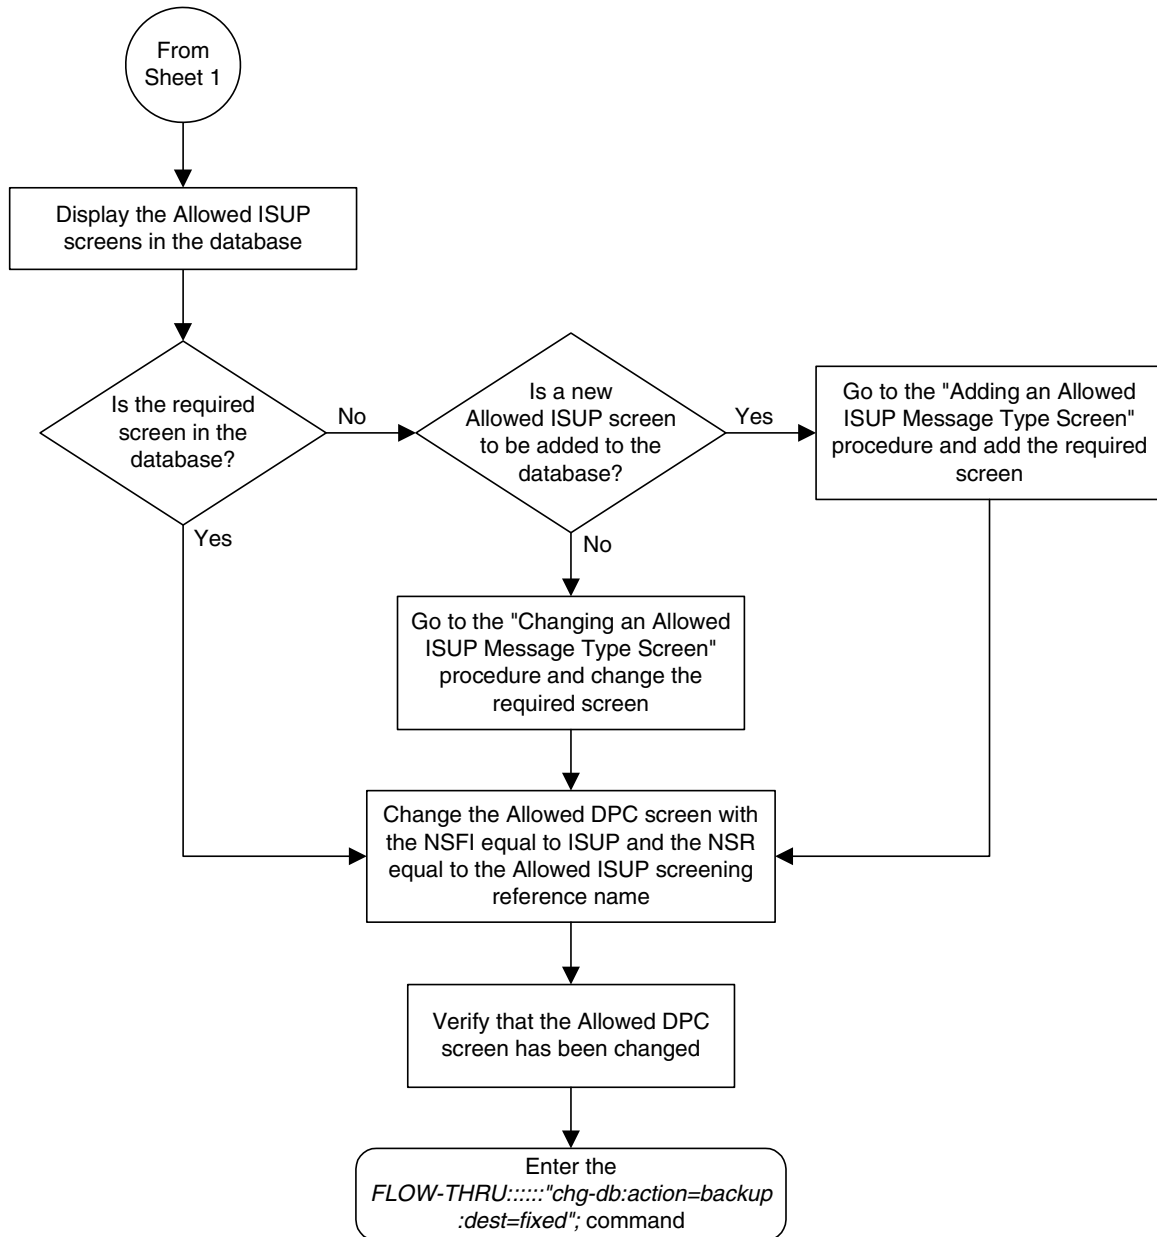 From
Sheet 1
Display the Allowed ISUP
screens in the database
Is the required
screen in the
database?
No
Yes
Is a new
Allowed ISUP screen
to be added to the
database?
Yes
No
Go to the "Adding an Allowed
ISUP Message Type Screen"
procedure and add the required
screen
Go to the "Changing an Allowed
ISUP Message Type Screen"
procedure and change the
required screen
Change the Allowed DPC screen with
the NSFI equal to ISUP and the NSR
equal to the Allowed ISUP screening
reference name
Verify that the Allowed DPC
screen has been changed
Enter the
FLOW-THRU::::::"chg-db:action=backup
:dest=fixed"; command